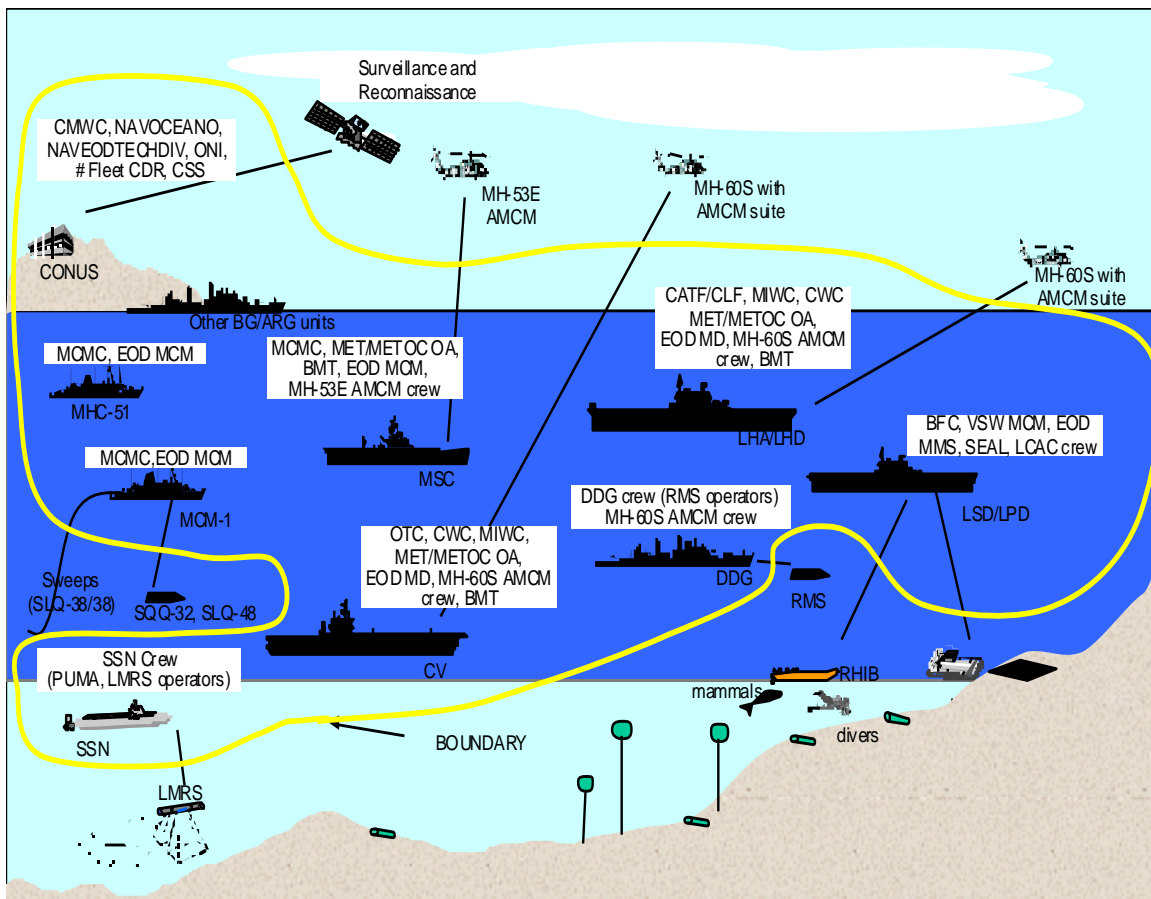 Surveillance and
Reconnaissance
CMWC, NAVOCEANO,
NAVEODTECHDIV, ONI,
# Fleet CDR, CSS
MH-53E
AMCM
MH-60S with
AMCM suite
CONUS
MH-60S with
AMCM suite
Other BG/ARG units
CATF/CLF, MIWC, CWC
MET/METOC OA,
EOD MD, MH-60S AMCM
crew, BMT
MCMC, EOD MCM
MHC-51
MCMC, MET/METOC OA,
BMT, EOD MCM,
MH-53E AMCM crew
LHA/LHD
BFC, VSW MCM, EOD
MMS, SEAL, LCAC crew
MCMC,EOD MCM
MCM-1
MSC
LSD/LPD
DDG crew (RMS operators)
MH-60S AMCM crew
OTC, CWC, MIWC,
MET/METOC OA,
EOD MD, MH-60S AMCM
crew, BMT
DDG
RMS
Sweeps
(SLQ-38/38)
SQQ-32, SLQ-48
SSN Crew
(PUMA, LMRS operators)
CV
RHIB
mammals
divers
SSN
BOUNDARY
LMRS